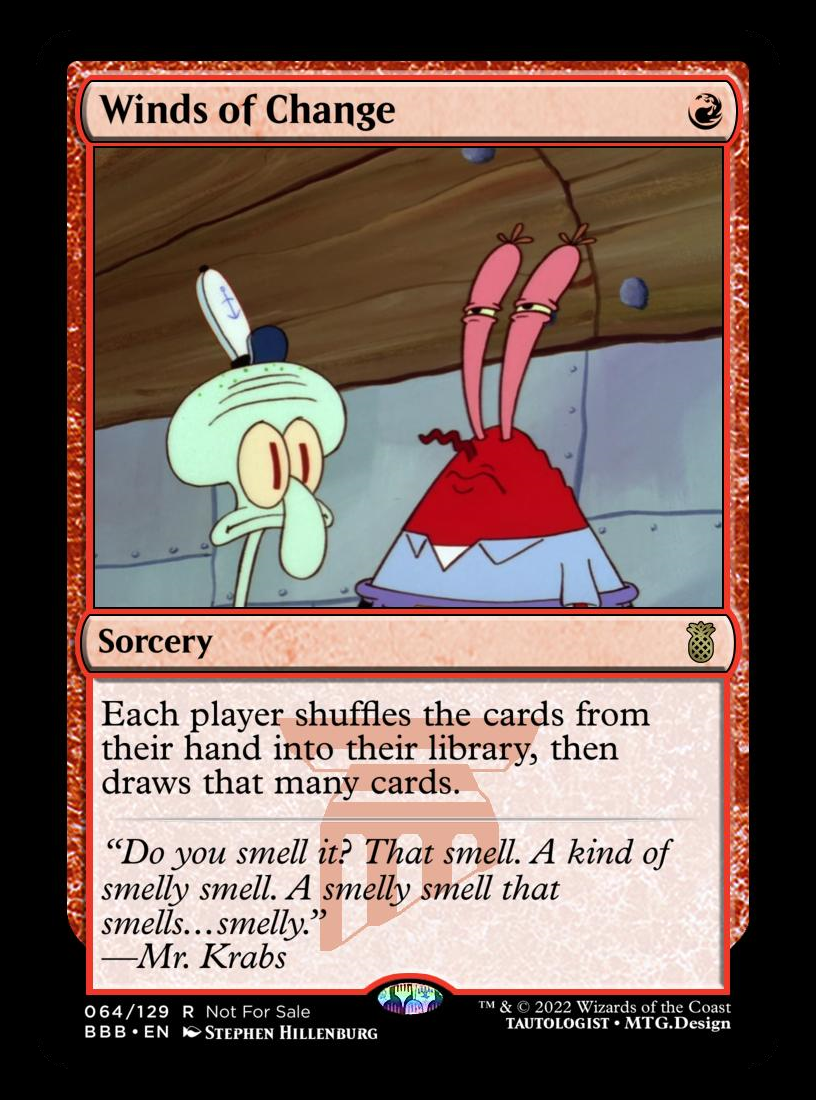 Winds of Change
Sorcery
Each player shuffles the cards from
their hand into their library, then
draws that many cards.
“Do you smell it? That smell. A kind of
smelly smell. A smelly smell that
smells…smelly.”
—Mr. Krabs
064/129 R Not For Sale
BBB • EN STEPHEN HILLENBURG
™ & © 2022 Wizards of the Coast
TAUTOLOGIST • MTG.Design